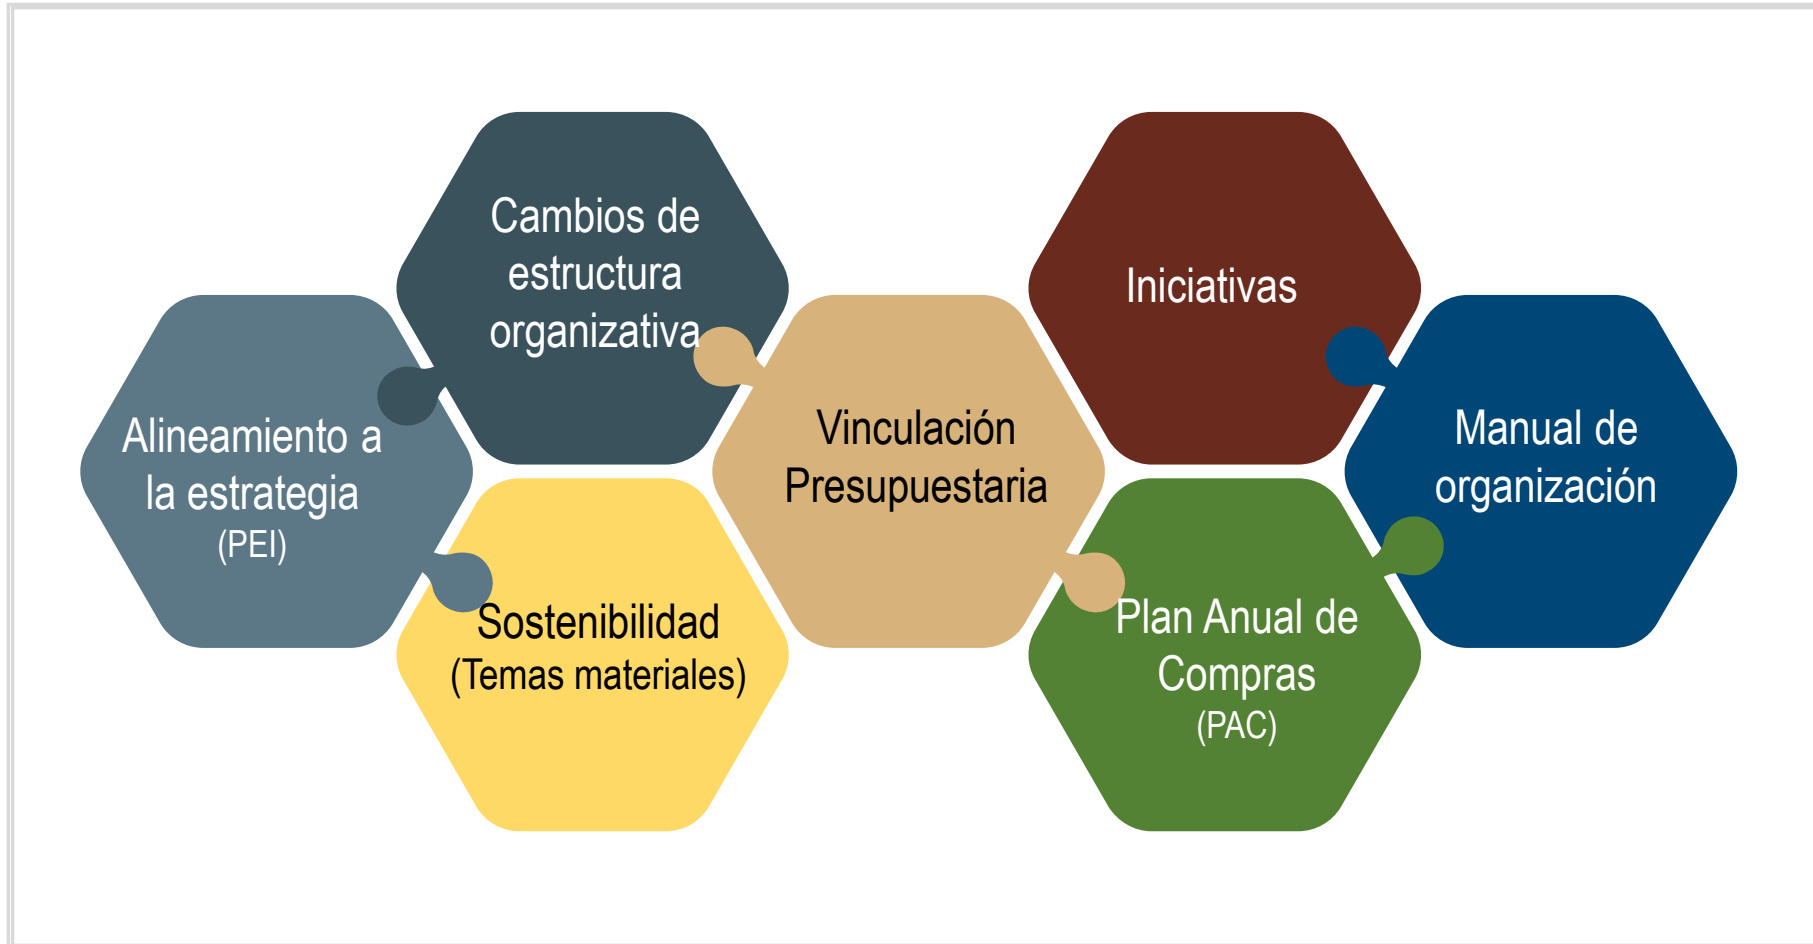 Cambios de
estructura
organizativa
Iniciativas
Alineamiento a
la estrategia
(PEI)
Vinculación
Presupuestaria
Manual de
organización
Sostenibilidad
(Temas materiales)
Plan Anual de
Compras
(PAC)